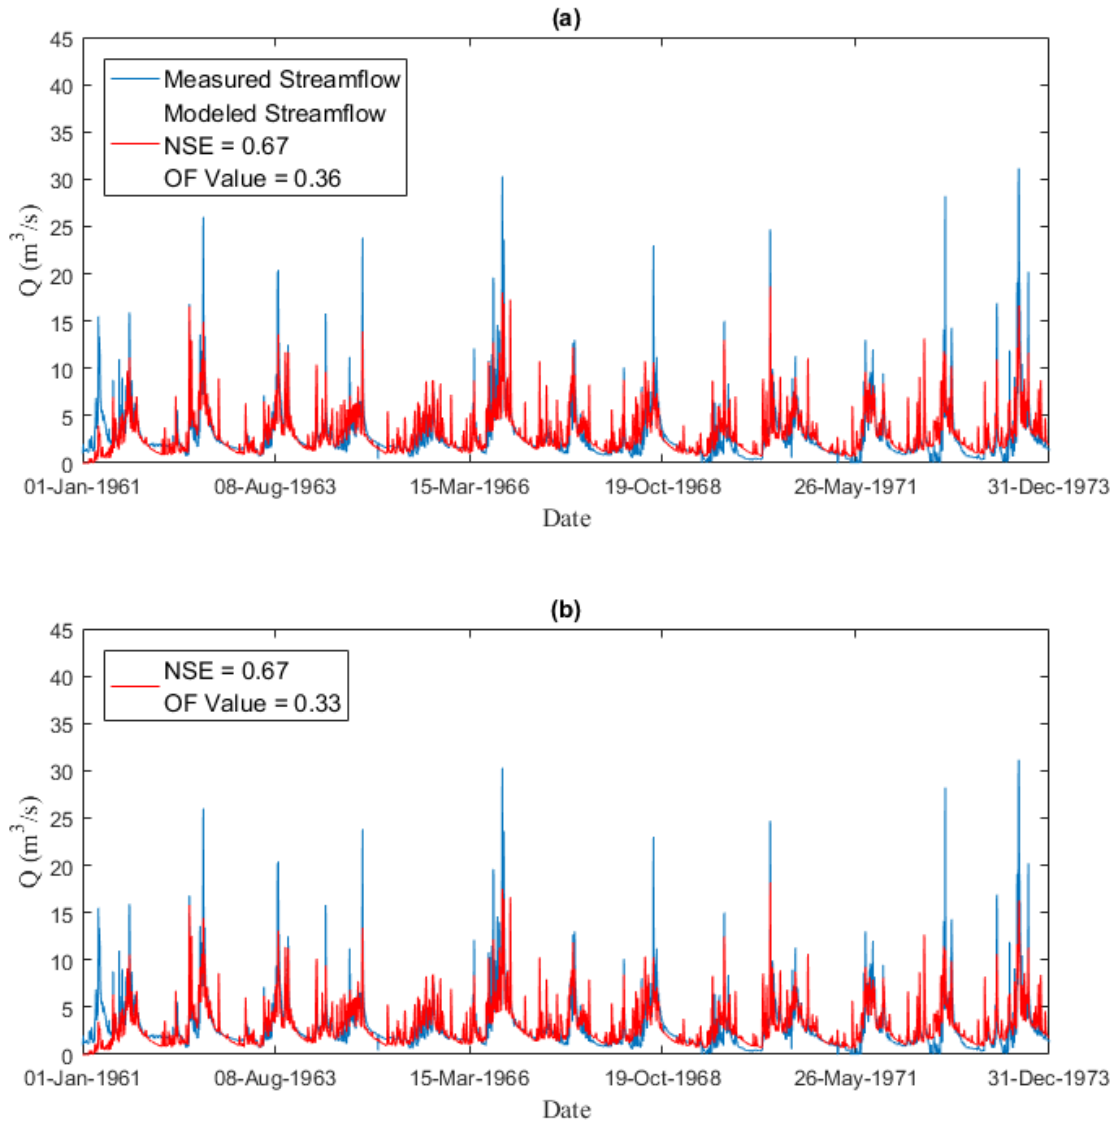 (a)
45
40
35
30
25
20
15
10
5
0
Q (m³/s)
Measured Streamflow
Modeled Streamflow
NSE = 0.67
OF Value = 0.36
01-Jan-1961 08-Aug-1963 15-Mar-1966 19-Oct-1968 26-May-1971 31-Dec-1973
Date
(b)
45
40
35
30
25
20
15
10
5
0
Q (m³/s)
NSE = 0.67
OF Value = 0.33
01-Jan-1961 08-Aug-1963 15-Mar-1966 19-Oct-1968 26-May-1971 31-Dec-1973
Date